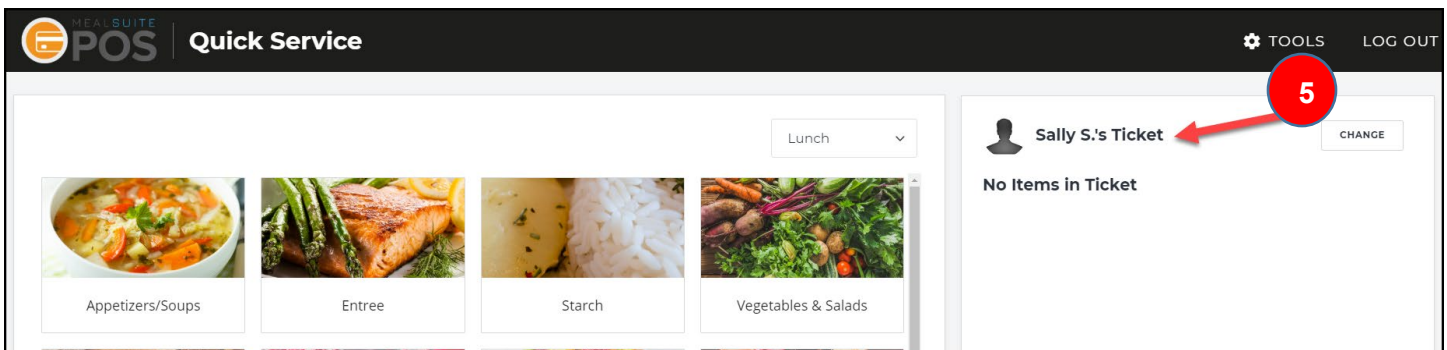 MEALSUITE
POS
Quick Service
TOOLS
LOG OUT
5
Lunch
Sally S.'s Ticket
CHANGE
No Items in Ticket
Appetizers/Soups
Entree
Starch
Vegetables & Salads